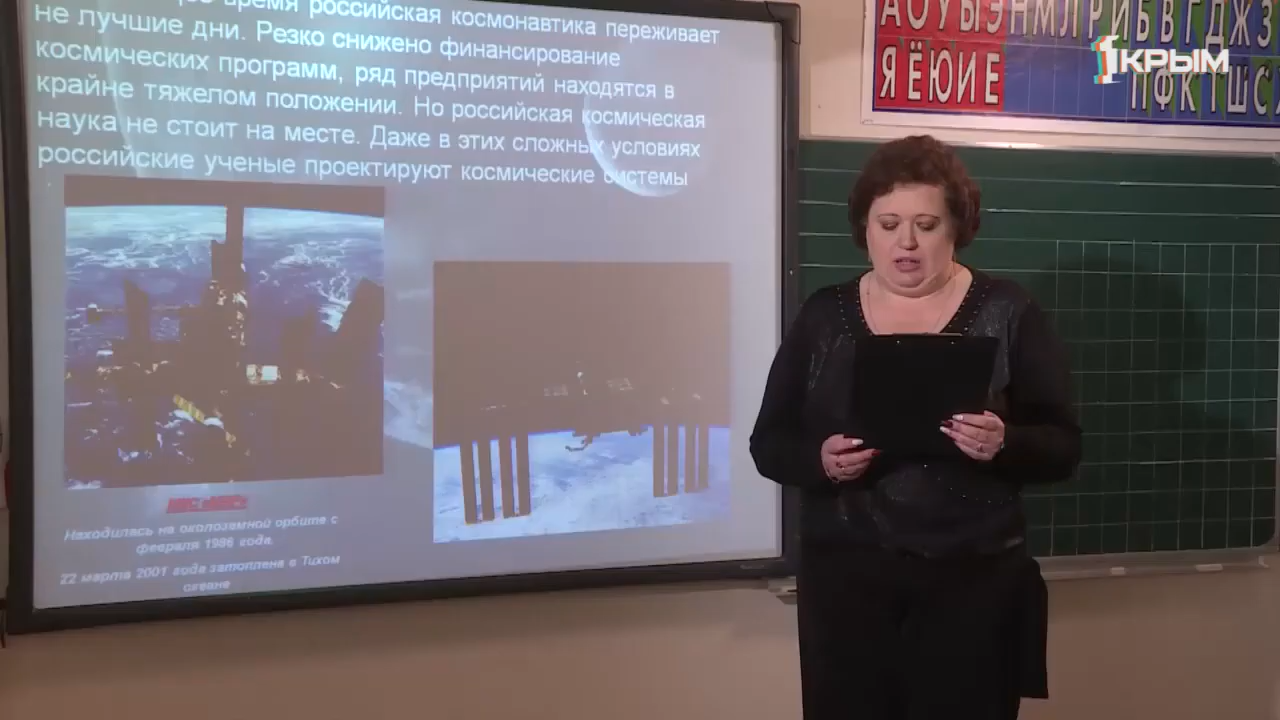 время российская космонавтика переживает
не лучшие дни. Резко снижено финансирование
космических программ, ряд предприятий находятся в
крайне тяжелом положении. Но российская космическая
наука не стоит на месте. Даже в этих сложных условиях
российские ученые проектируют космические системы
Находилась на околоземной орбите с
февраля 1986 года.
22 марта 2001 года затоплена в Тихом
океане
АОУЫЭНМЛРЙБВГДЖЗ
ЯЁЮИЕ
ПФКТШС
1КРЫМ